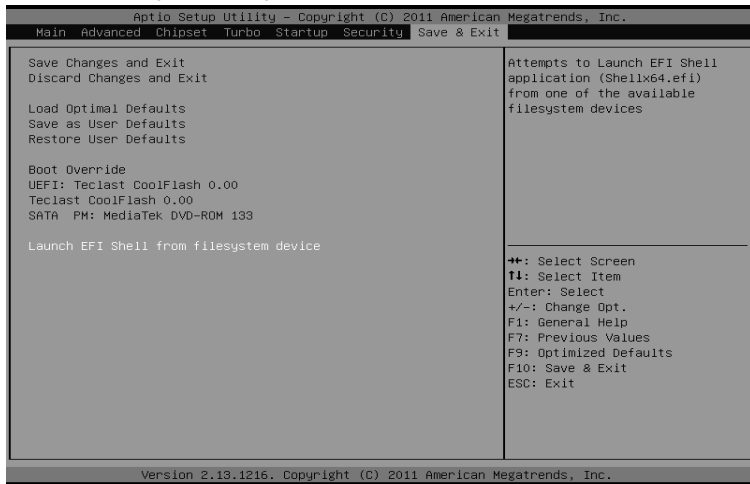 Aptio Setup Utility – Copyright (C) 2011 American Megatrends, Inc.
Main Advanced Chipset Turbo Startup Security Save & Exit
Save Changes and Exit
Discard Changes and Exit
Load Optimal Defaults
Save as User Defaults
Restore User Defaults
Boot Override
UEFI: Teclast CoolFlash 0.00
Teclast CoolFlash 0.00
SATA PM: MediaTek DVD-ROM 133
Launch EFI Shell from filesystem device
Attempts to Launch EFI Shell
application (Shellx64.efi)
from one of the available
filesystem devices
→←: Select Screen
↑↓: Select Item
Enter: Select
+/-: Change Opt.
F1: General Help
F7: Previous Values
F9: Optimized Defaults
F10: Save & Exit
ESC: Exit
Version 2.13.1216. Copyright (C) 2011 American Megatrends, Inc.